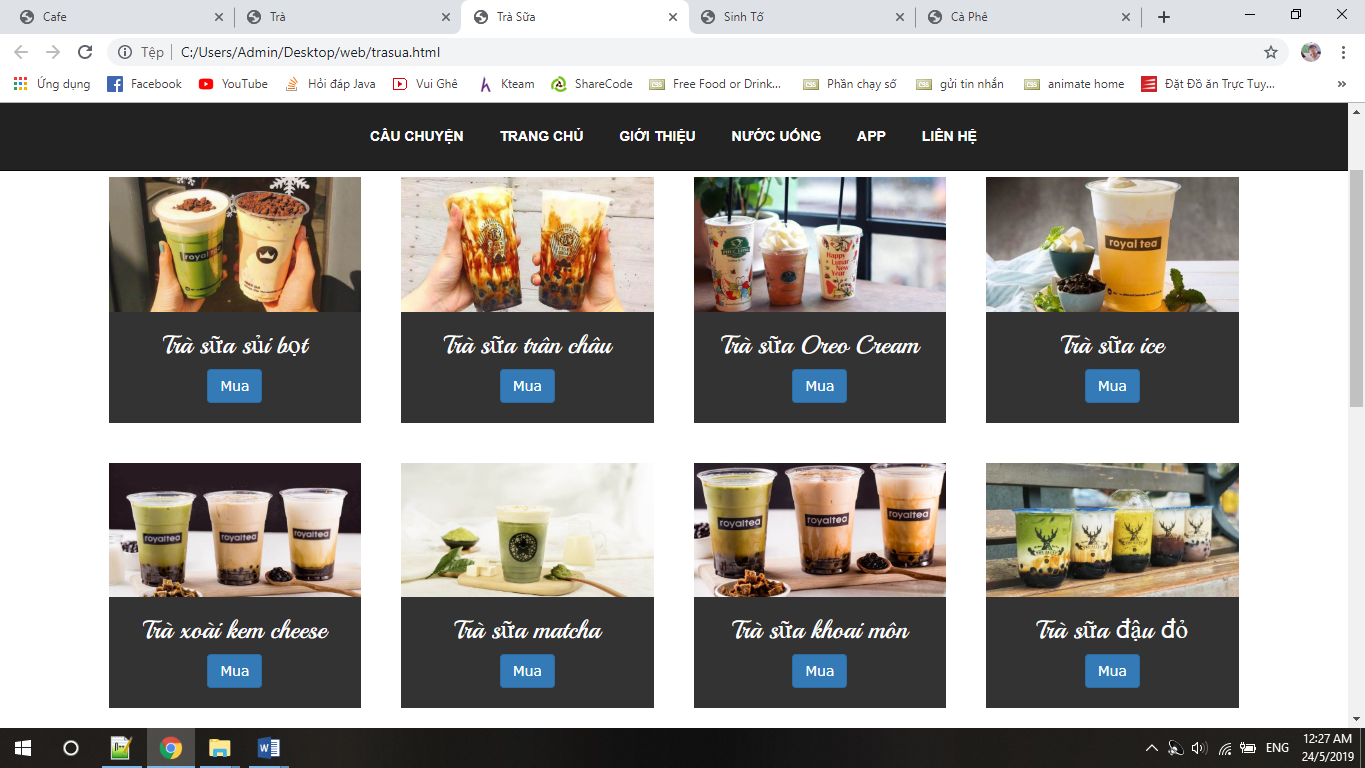 Cafe
Trà
Trà Sữa
Sinh Tố
Cà Phê
Tệp
C:/Users/Admin/Desktop/web/trasua.html
Ứng dụng
Facebook
YouTube
Hỏi đáp Java
Vui Ghê
Kteam
ShareCode
Free Food or Drink...
Phần chạy số
gửi tin nhắn
animate home
Đặt Đồ ăn Trực Tuy...
CÂU CHUYỆN
TRANG CHỦ
GIỚI THIỆU
NƯỚC UỐNG
APP
LIÊN HỆ
royal tea
Happy Lunar New Year
royal tea
Trà sữa sủi bọt
Trà sữa trân châu
Trà sữa Oreo Cream
Trà sữa ice
Mua
Mua
Mua
Mua
royaltea
royaltea
royaltea
royaltea
royaltea
royaltea
Trà xoài kem cheese
Trà sữa matcha
Trà sữa khoai môn
Trà sữa đậu đỏ
Mua
Mua
Mua
Mua
ENG
12:27 AM
24/5/2019